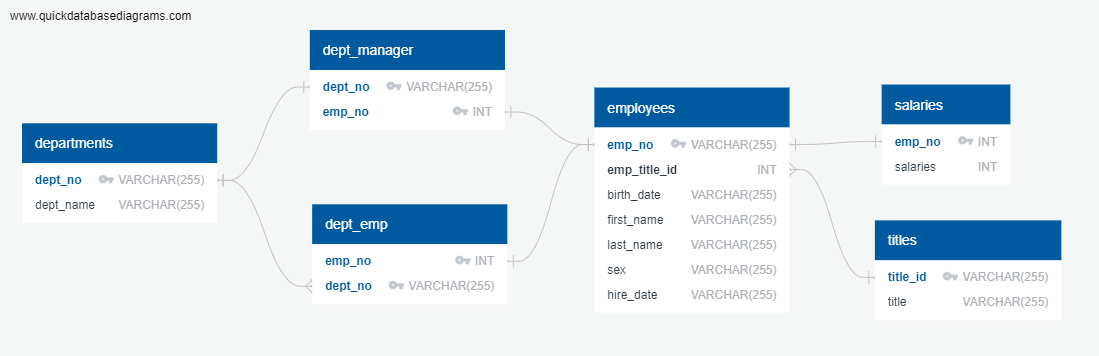 www.quickdatabasediagrams.com
departments
dept_no VARCHAR(255)
dept_name VARCHAR(255)
dept_manager
dept_no VARCHAR(255)
emp_no INT
dept_emp
emp_no INT
dept_no VARCHAR(255)
employees
emp_no VARCHAR(255)
emp_title_id INT
birth_date VARCHAR(255)
first_name VARCHAR(255)
last_name VARCHAR(255)
sex VARCHAR(255)
hire_date VARCHAR(255)
salaries
emp_no INT
salaries INT
titles
title_id VARCHAR(255)
title VARCHAR(255)